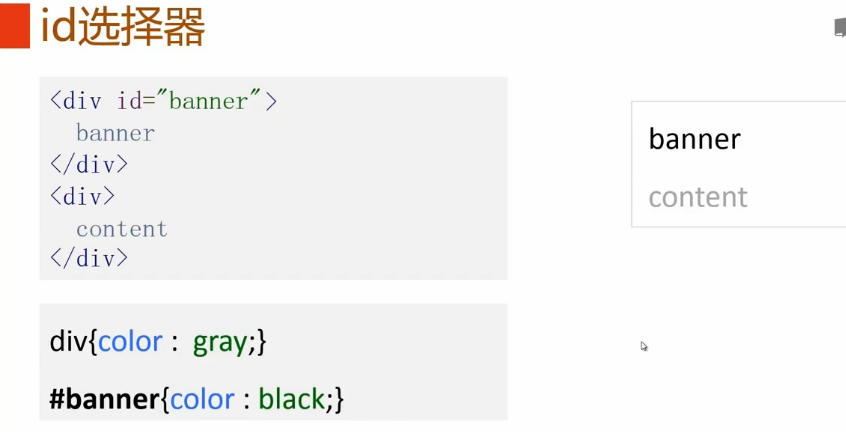 id选择器
<div id="banner">
banner
</div>
<div>
content
</div>
banner
content
div{color : gray;}
#banner{color : black;}